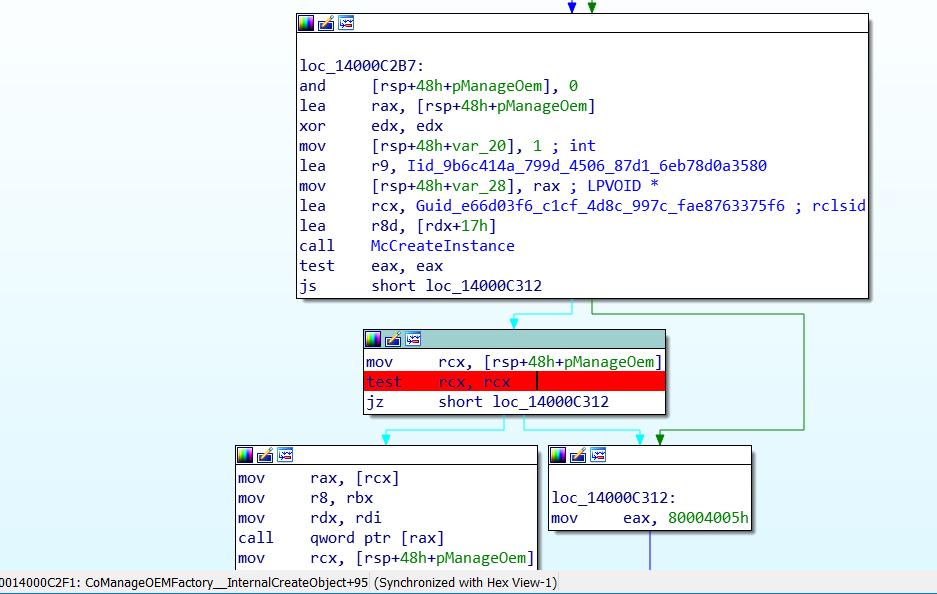 loc_14000C2B7:
and [rsp+48h+pManageOem], 0
lea rax, [rsp+48h+pManageOem]
xor edx, edx
mov [rsp+48h+var_20], 1 ; int
lea r9, Iid_9b6c414a_799d_4506_87d1_6eb78d0a3580
mov [rsp+48h+var_28], rax ; LPVOID *
lea rcx, Guid_e66d03f6_c1cf_4d8c_997c_fae8763375f6 ; rclsid
lea r8d, [rdx+17h]
call McCreateInstance
test eax, eax
js short loc_14000C312
mov rcx, [rsp+48h+pManageOem]
test rcx, rcx
jz short loc_14000C312
mov rax, [rcx]
mov r8, rbx
mov rdx, rdi
call qword ptr [rax]
mov rcx, [rsp+48h+pManageOem]
loc_14000C312:
mov eax, 80004005h
0014000C2F1: CoManageOEMFactory__InternalCreateObject+95 (Synchronized with Hex View-1)